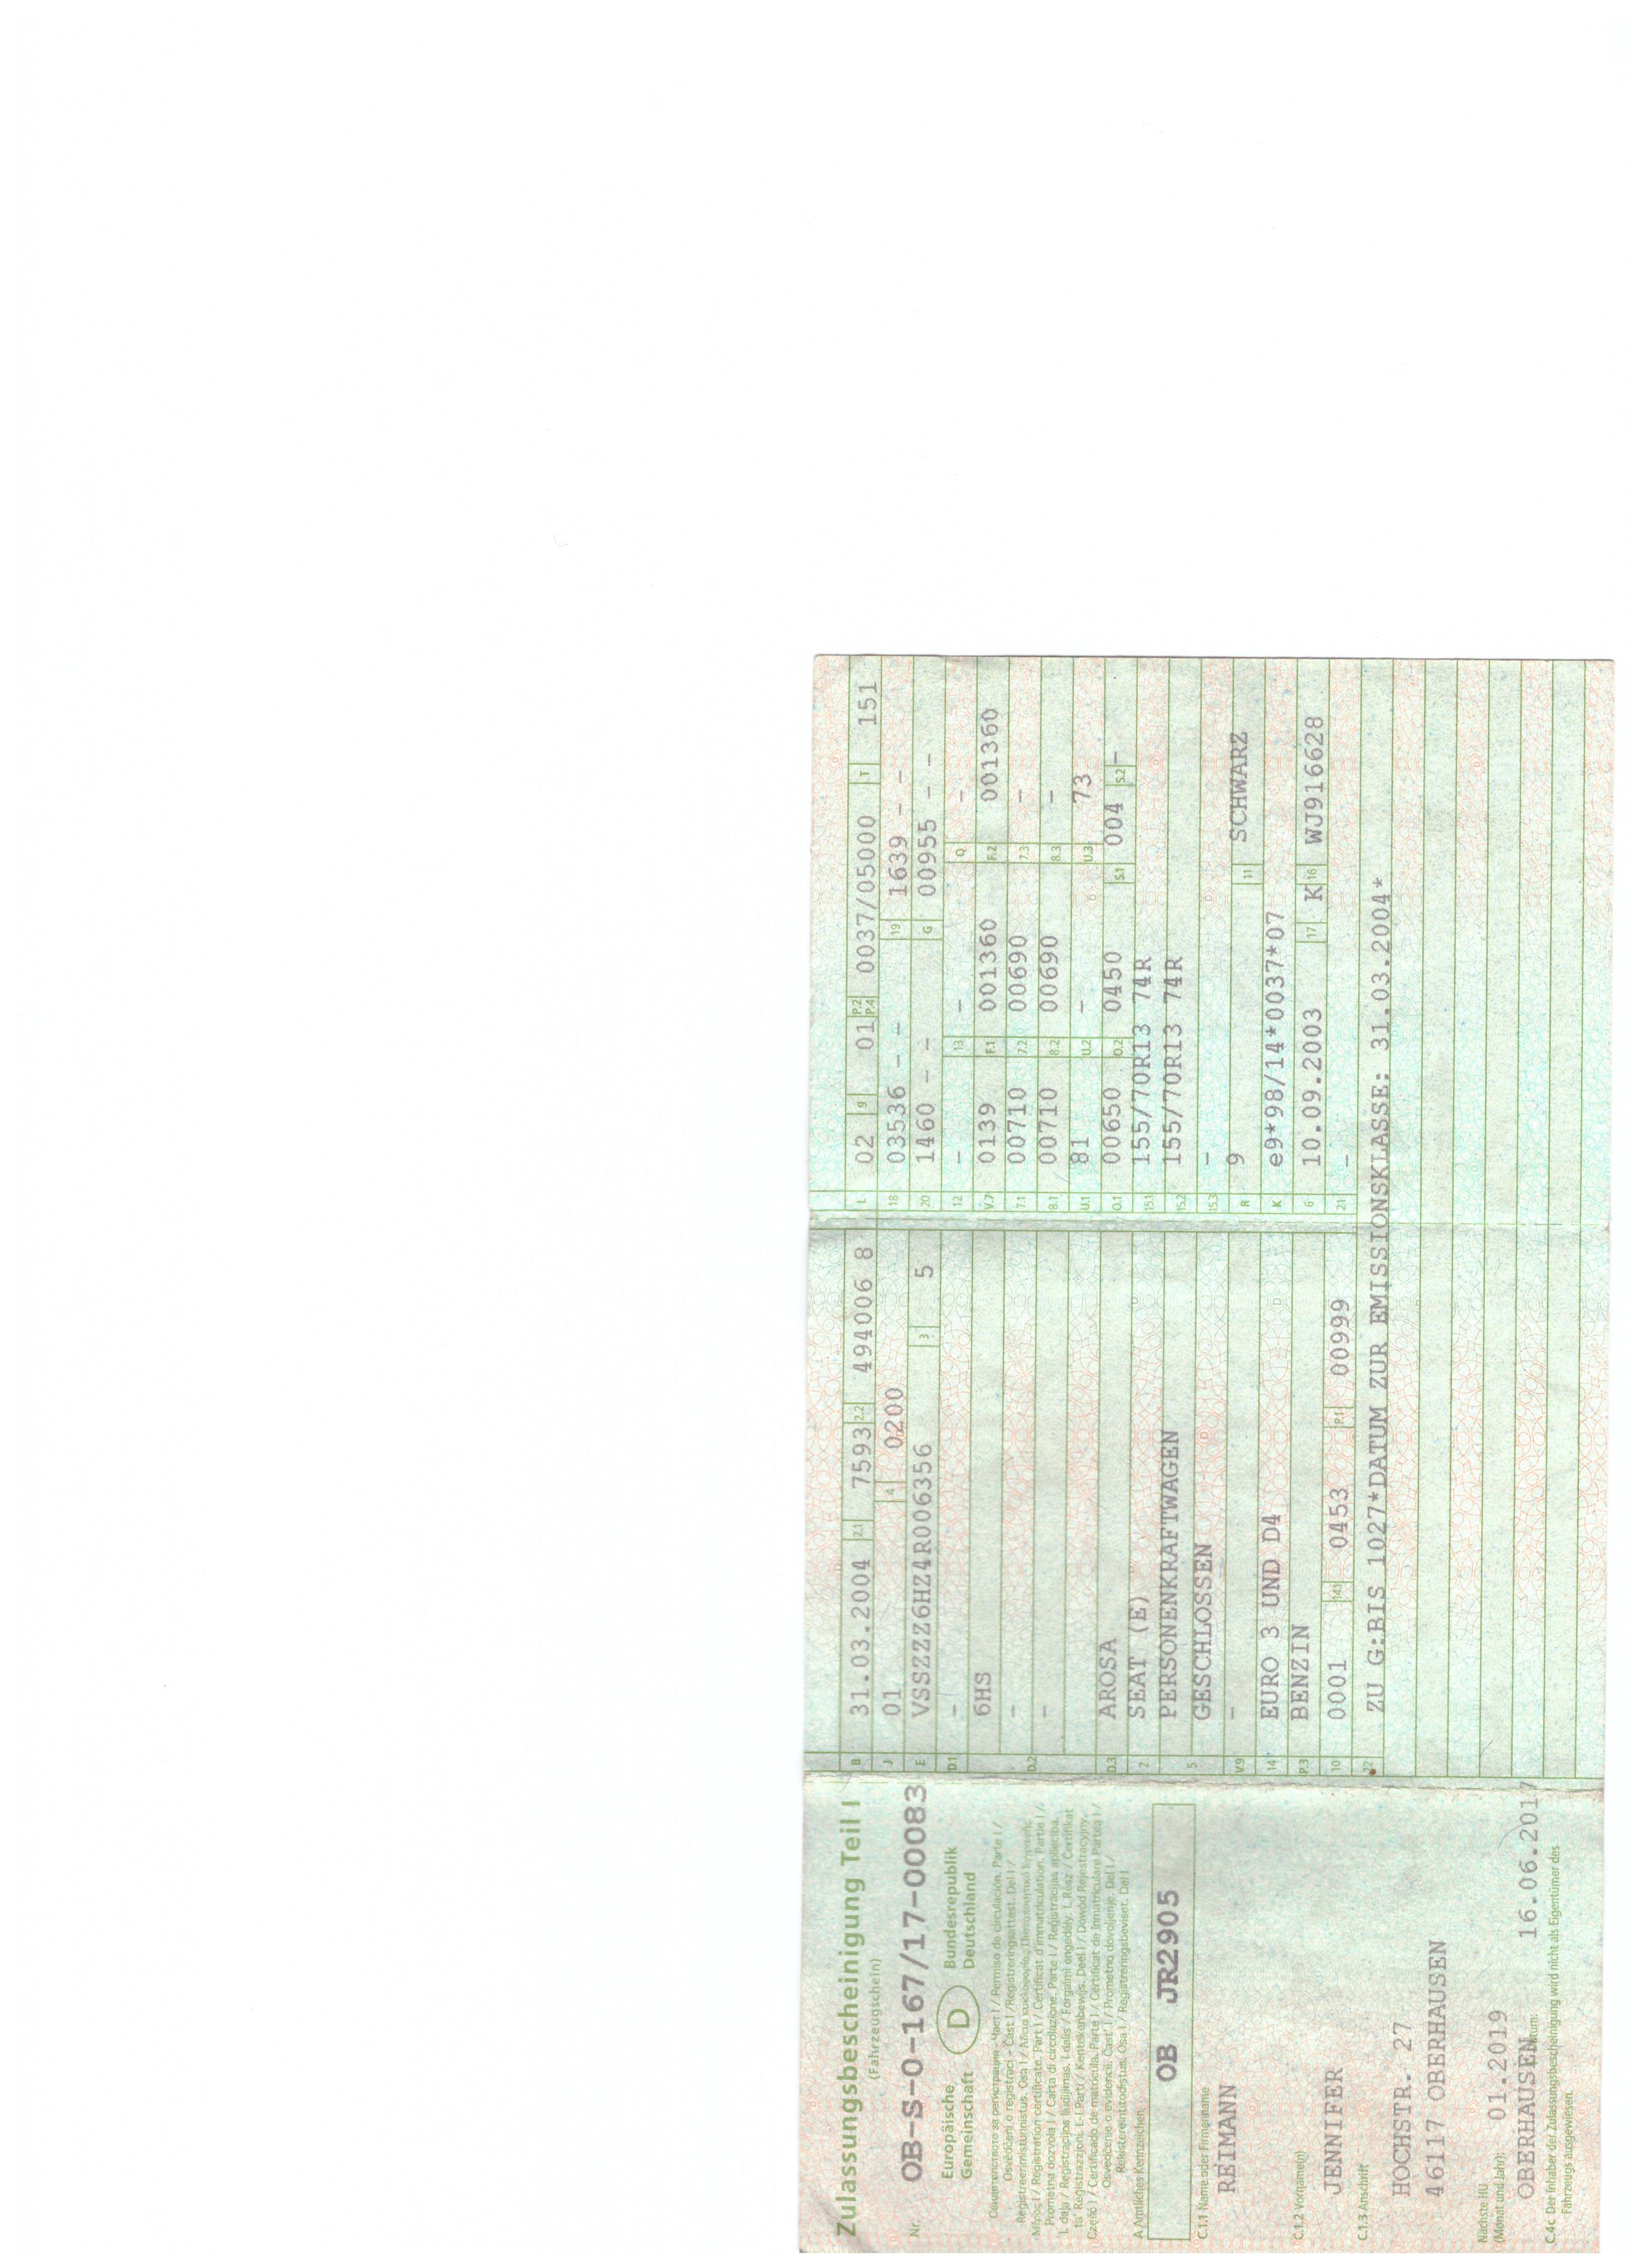 Zulassungsbescheinigung Teil I
(Fahrzeugschein)
Nr. OB-S-0-167/17-00083
Europäische Gemeinschaft D Bundesrepublik Deutschland
Свидетелство за регистрация - Част I / Permiso de circulación. Parte I /
Osvědčení o registraci – Část I /Registreringsattest. Del I /
Registreerimistunnistus. Osa I /
I / Registration certificate. Part I / Certificat d'immatriculation. Partie I /
Prometna dozvola I / Carta di circolazione. Parte I / Reģistrācijas apliecība.
I. daļa / Registracijos liudijimas. I dalis / Forgalmi engedély. I. Rész / Ċertifikat
ta' Reġistrazzjoni. L-I Parti / Kentekenbewijs. Deel I / Dowód Rejestracyjny.
Część I / Certificado de matrícula. Parte I / Certificat de înmatriculare Partea I /
Osvedčenie o evidencii. Časť I / Prometno dovoljenje. Del I /
Rekisteröintitodistus. Osa I / Registreringsbeviset. Del I
A Amtliches Kennzeichen
OB JR2905
C.1.1 Name oder Firmenname
REIMANN
C.1.2 Vorname(n)
JENNIFER
C.1.3 Anschrift
HOCHSTR. 27
46117 OBERHAUSEN
Nächste HU
(Monat und Jahr): 01.2019
OBERHAUSEN Datum: 16.06.2017
C.4c Der Inhaber der Zulassungsbescheinigung wird nicht als Eigentümer des
Fahrzeugs ausgewiesen.
B 31.03.2004 2.1 7593 2.2 494006 8
J 01 4 0200
E VSSZZZ6HZ4R006356 3 5
D.1 –
6HS
–
D.2 –
D.3 AROSA
2 SEAT (E)
PERSONENKRAFTWAGEN
5 GESCHLOSSEN
V.9 –
14 EURO 3 UND D4
P.3 BENZIN
10 0001 14.1 0453 P.1 00999
22 ZU G:BIS 1027*DATUM ZUR EMISSIONSKLASSE: 31.03.2004*
L 02 9 01 P.2 P.4 0037/05000 T 151
18 03536 – – 19 1639 – –
20 1460 – – G 00955 – –
12 – 13 – Q –
V.7 0139 F.1 001360 F.2 001360
7.1 00710 7.2 00690 7.3 –
8.1 00710 8.2 00690 8.3 –
U.1 81 U.2 – U.3 73
O.1 00650 O.2 0450 S.1 004 S.2 –
15.1 155/70R13 74R
15.2 155/70R13 74R
15.3 –
R 9 11 SCHWARZ
K e9*98/14*0037*07
6 10.09.2003 17 K 16 WJ916628
21 –